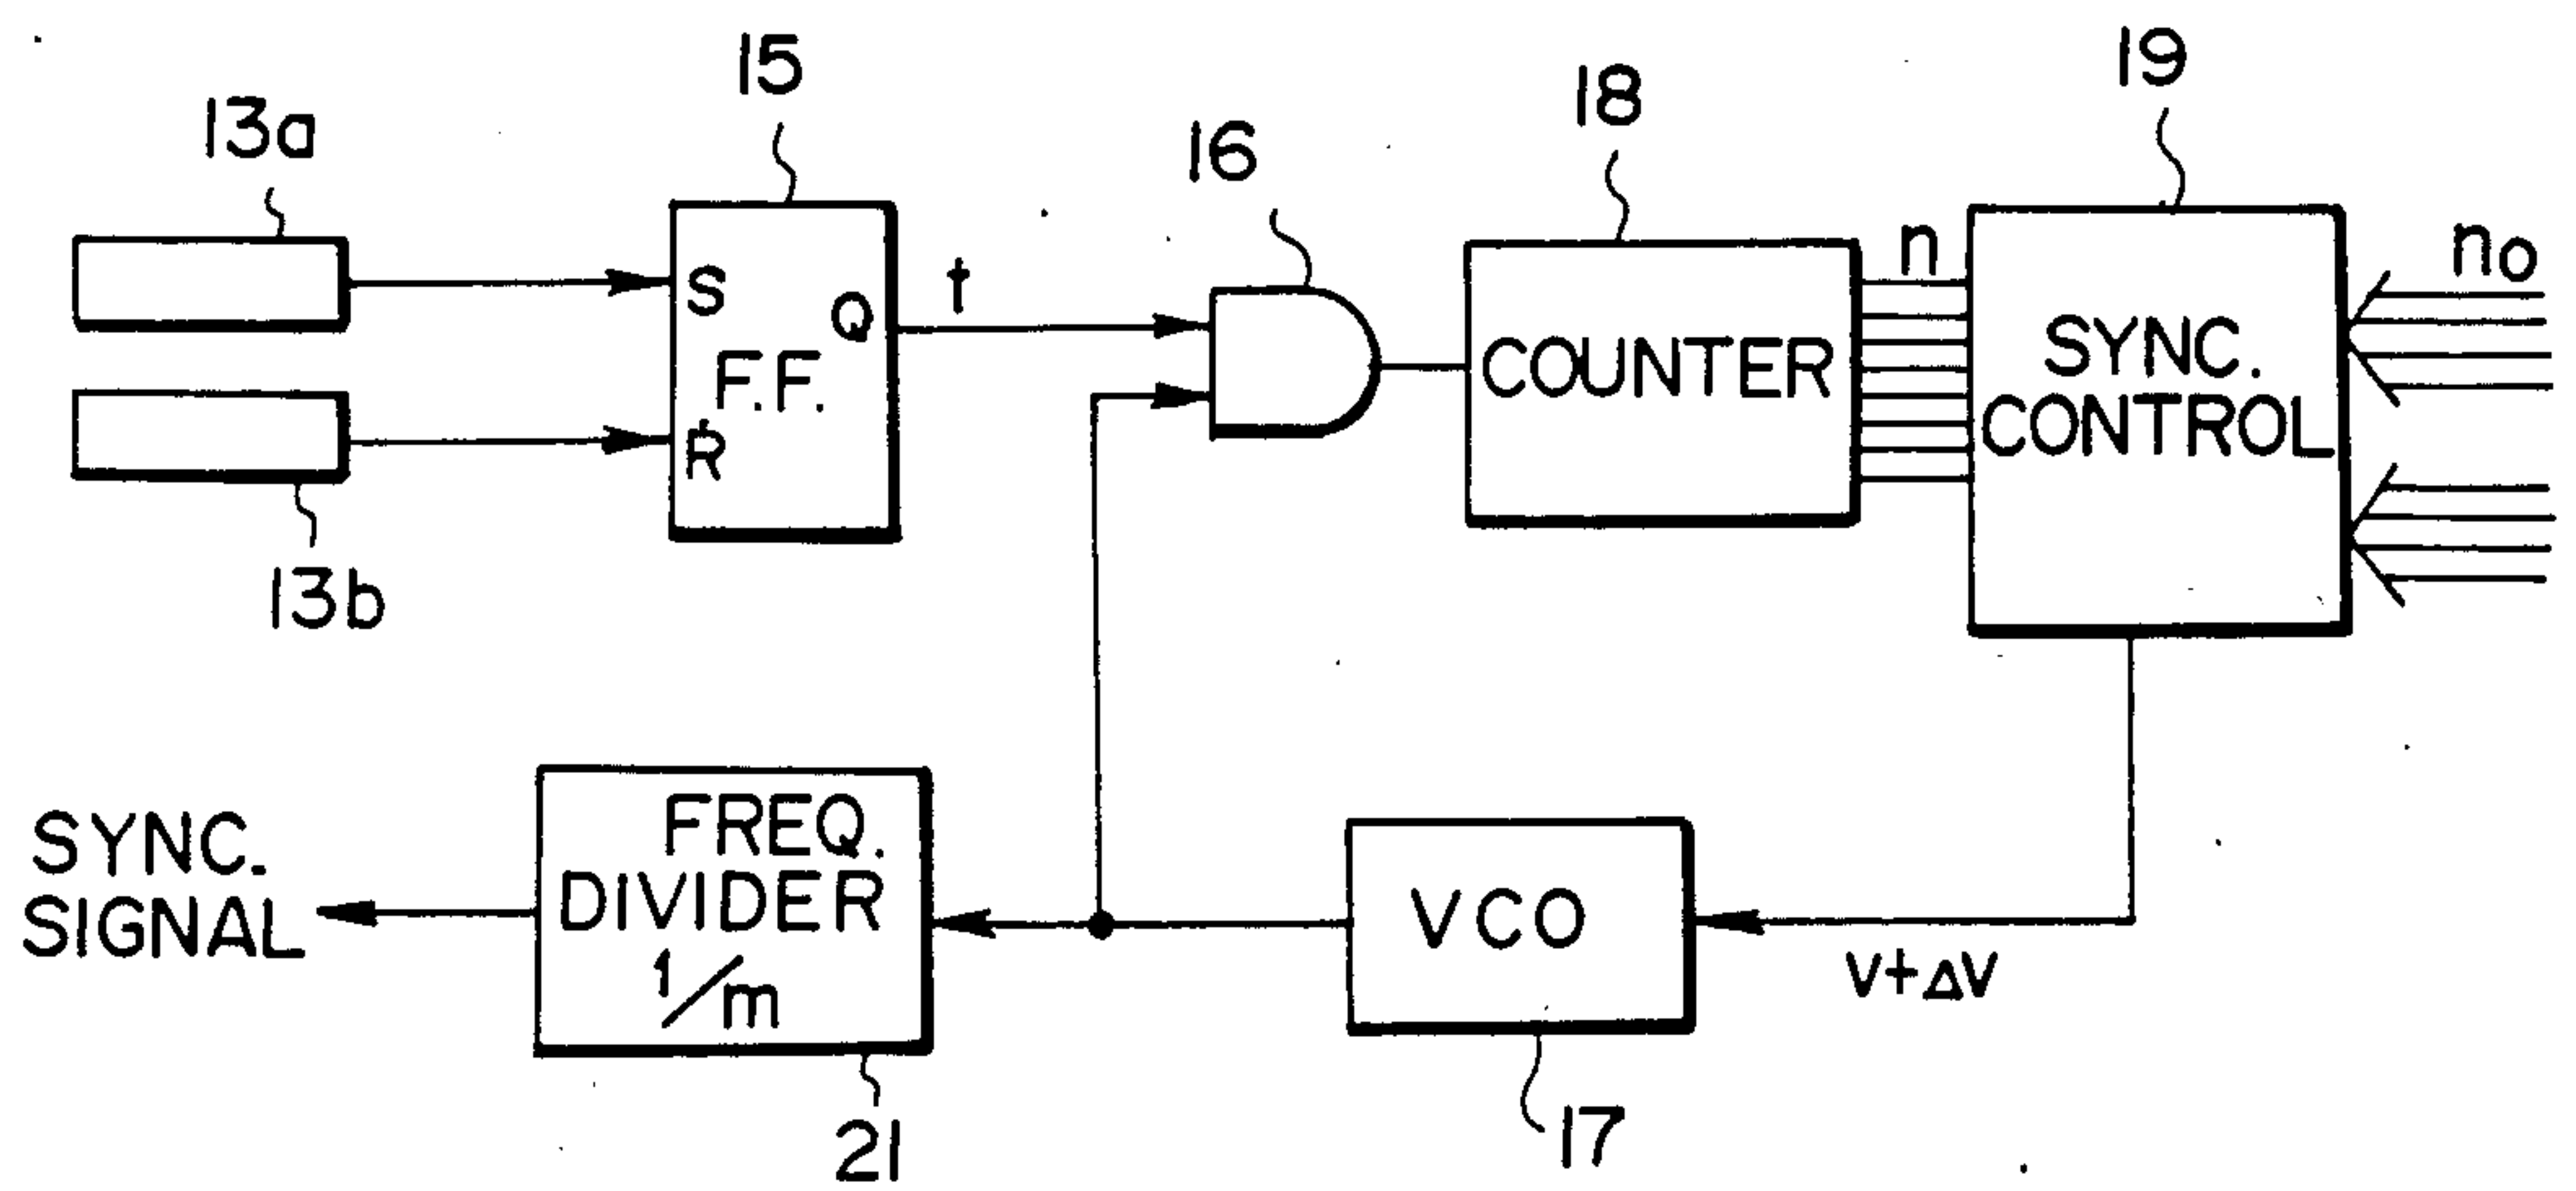 13a
15
16
18
19
S
Q
F.F.
R
t
COUNTER
n
SYNC.
CONTROL
no
13b
SYNC.
SIGNAL
FREQ.
DIVIDER
1/m
VCO
V+ΔV
21
17